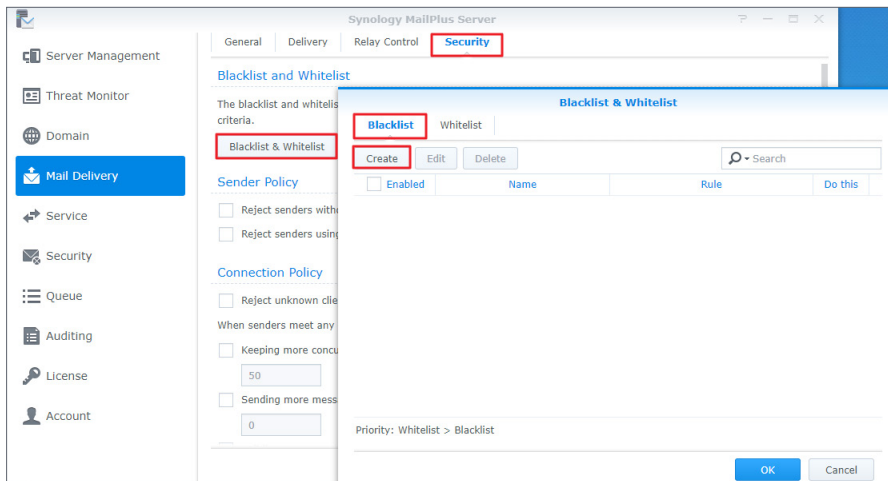 Synology MailPlus Server
Server Management
Threat Monitor
Domain
Mail Delivery
Service
Security
Queue
Auditing
License
Account
General Delivery Relay Control Security
Blacklist and Whitelist
The blacklist and whitelis
criteria.
Blacklist & Whitelist
Sender Policy
Reject senders with
Reject senders using
Connection Policy
Reject unknown clie
When senders meet any
Keeping more concu
50
Sending more mess
0
Blacklist & Whitelist
Blacklist Whitelist
Create Edit Delete Search
Enabled Name Rule Do this
Priority: Whitelist > Blacklist
OK Cancel